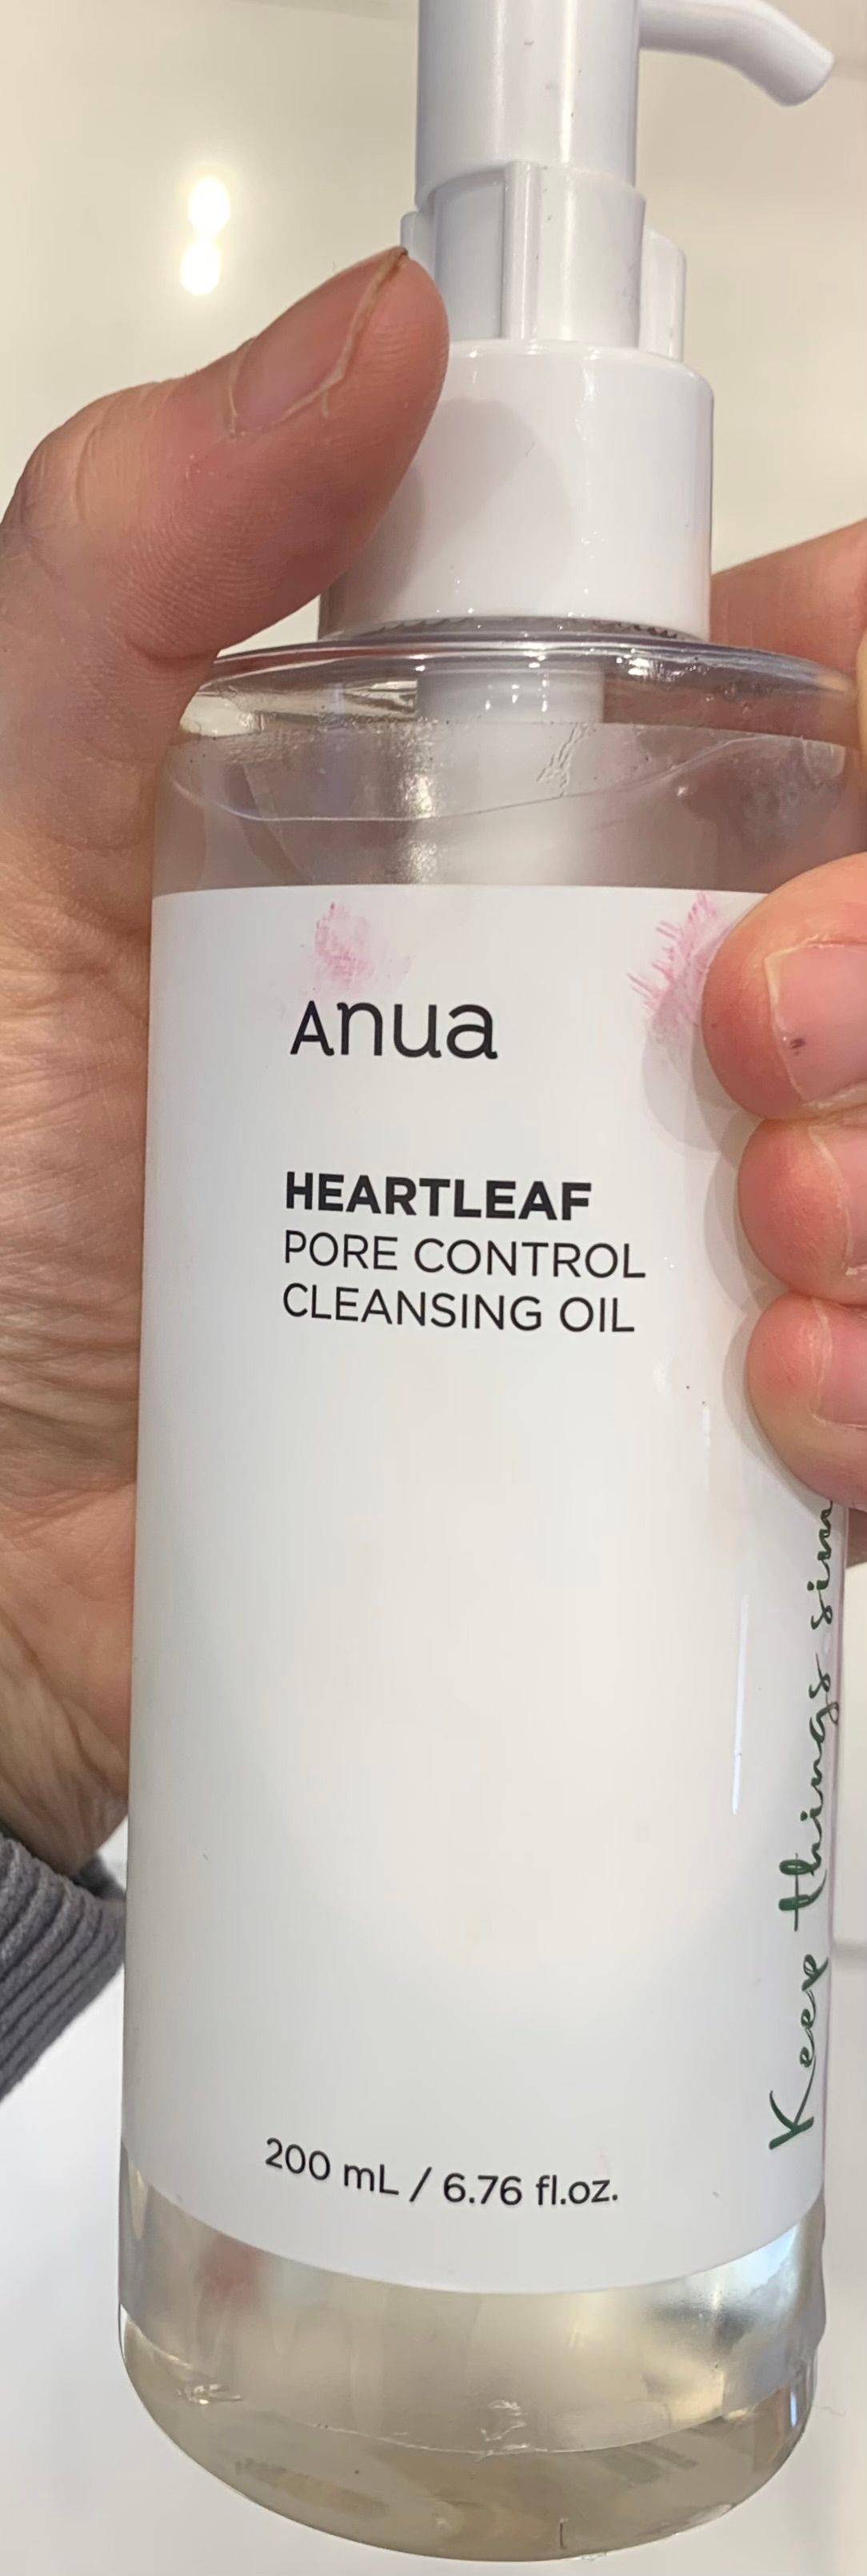 Anua
HEARTLEAF
PORE CONTROL
CLEANSING OIL
200 mL / 6.76 fl.oz.
Keep things